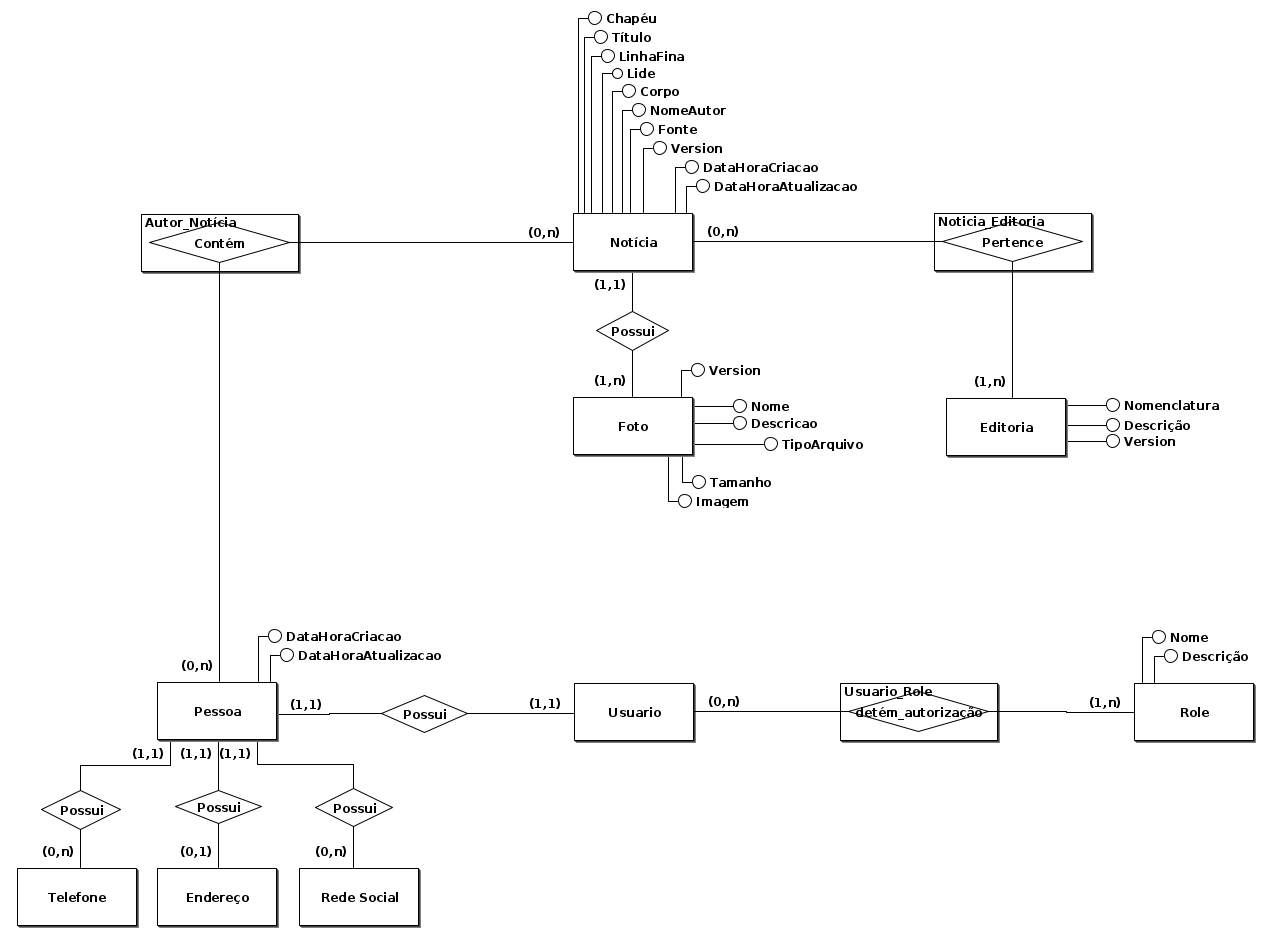 Chapéu
Título
LinhaFina
Lide
Corpo
NomeAutor
Fonte
Version
DataHoraCriacao
DataHoraAtualizacao
Autor_Notícia
Contém
(0,n)
Notícia
(0,n)
Noticia_Editoria
Pertence
(1,1)
Possui
(1,n)
Version
Nome
Descricao
TipoArquivo
Foto
Tamanho
Imagem
(1,n)
Editoria
Nomenclatura
Descrição
Version
DataHoraCriacao
DataHoraAtualizacao
(0,n)
Pessoa
(1,1)
Possui
(1,1)
Usuario
(0,n)
Usuario_Role
detém_autorização
(1,n)
Nome
Descrição
Role
(1,1)
(1,1)
(1,1)
Possui
Possui
Possui
(0,n)
(0,1)
(0,n)
Telefone
Endereço
Rede Social